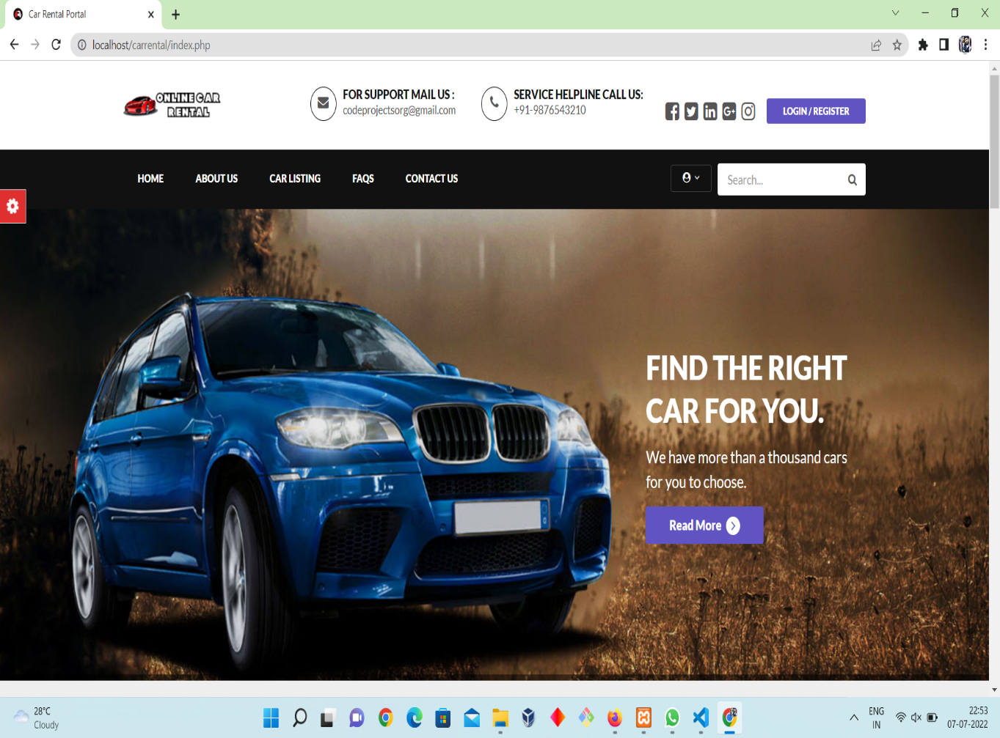 Car Rental Portal
localhost/carrental/index.php
ONLINE CAR
RENTAL
FOR SUPPORT MAIL US :
codeprojectsorg@gmail.com
SERVICE HELPLINE CALL US:
+91-9876543210
LOGIN / REGISTER
HOME
ABOUT US
CAR LISTING
FAQS
CONTACT US
Search...
FIND THE RIGHT
CAR FOR YOU.
We have more than a thousand cars
for you to choose.
Read More
28°C
Cloudy
ENG
IN
22:53
07-07-2022